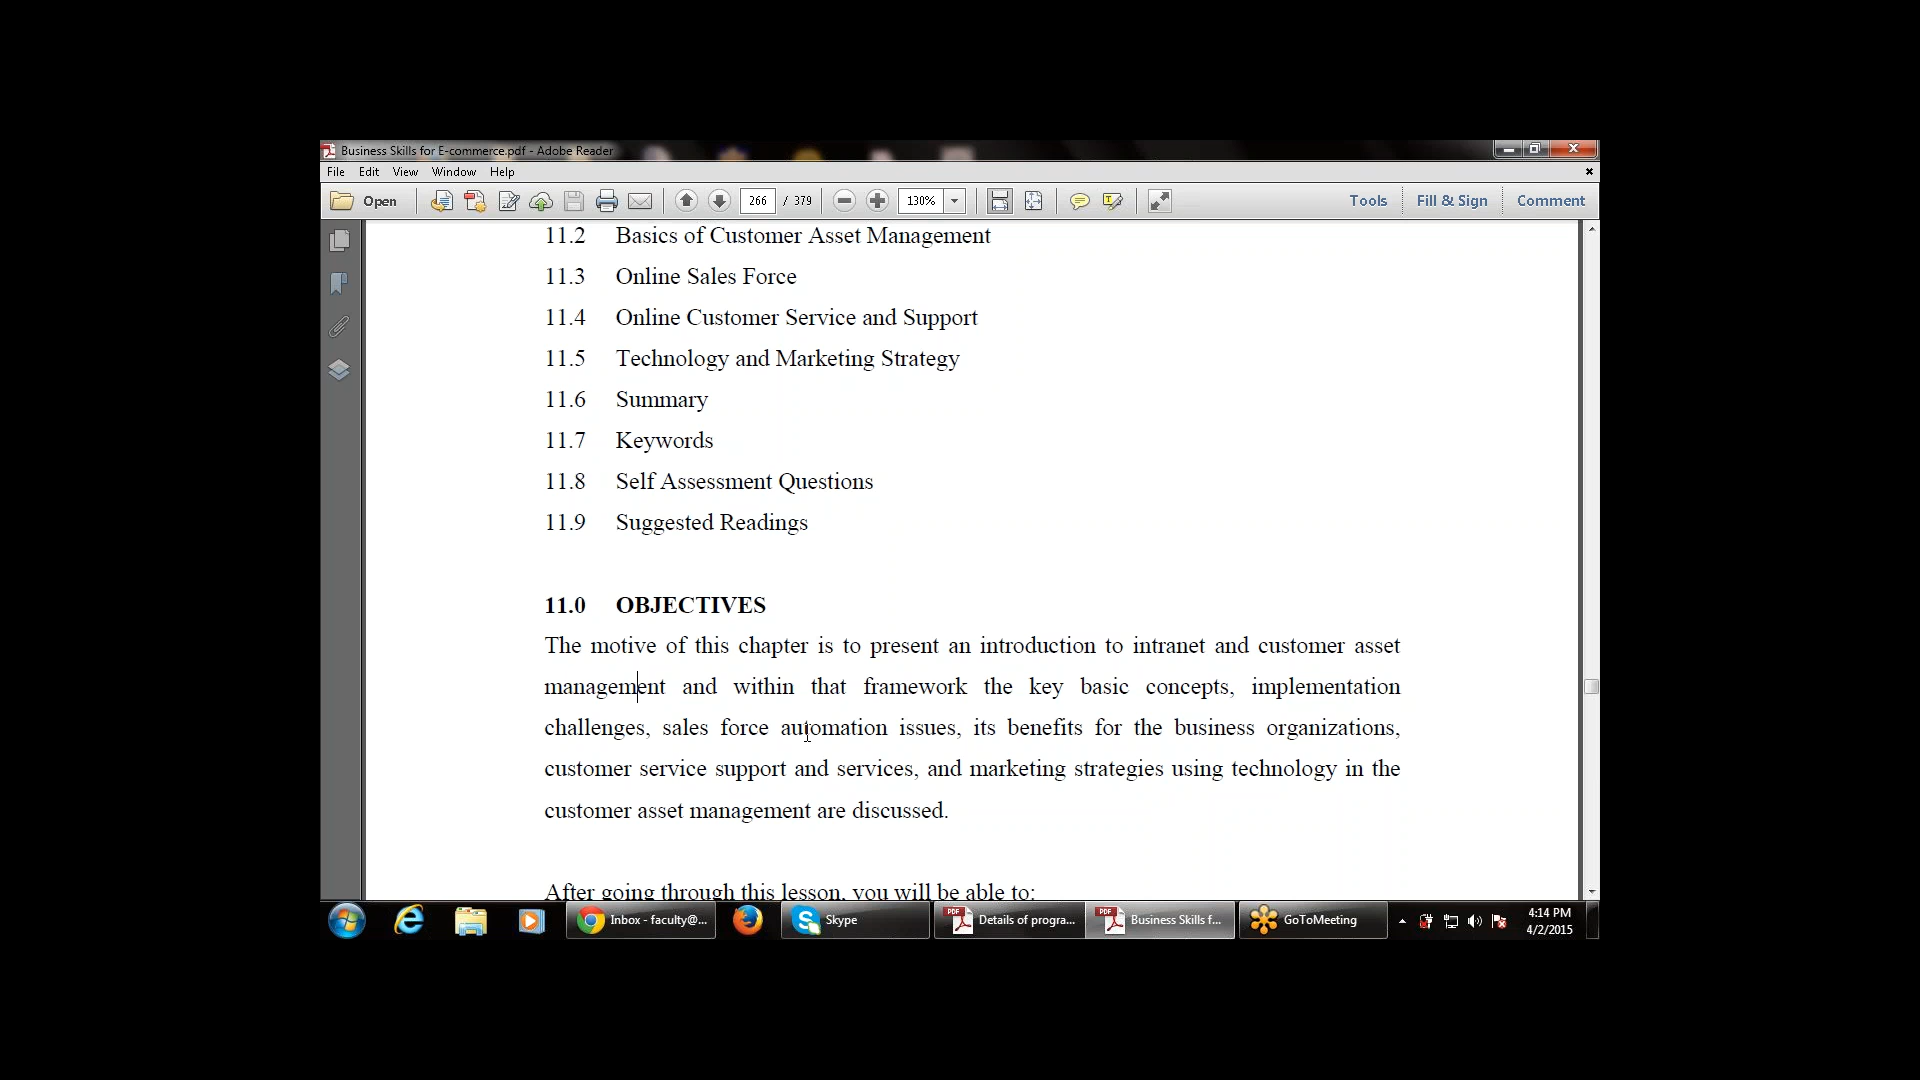 Business Skills for E-commerce.pdf - Adobe Reader
File Edit View Window Help
Open 266 / 379 130% Tools Fill & Sign Comment
11.2 Basics of Customer Asset Management
11.3 Online Sales Force
11.4 Online Customer Service and Support
11.5 Technology and Marketing Strategy
11.6 Summary
11.7 Keywords
11.8 Self Assessment Questions
11.9 Suggested Readings
11.0 OBJECTIVES
The motive of this chapter is to present an introduction to intranet and customer asset
management and within that framework the key basic concepts, implementation
challenges, sales force automation issues, its benefits for the business organizations,
customer service support and services, and marketing strategies using technology in the
customer asset management are discussed.
After going through this lesson, you will be able to:
Inbox - faculty@... Skype Details of progra... Business Skills f... GoToMeeting 4:14 PM
4/2/2015